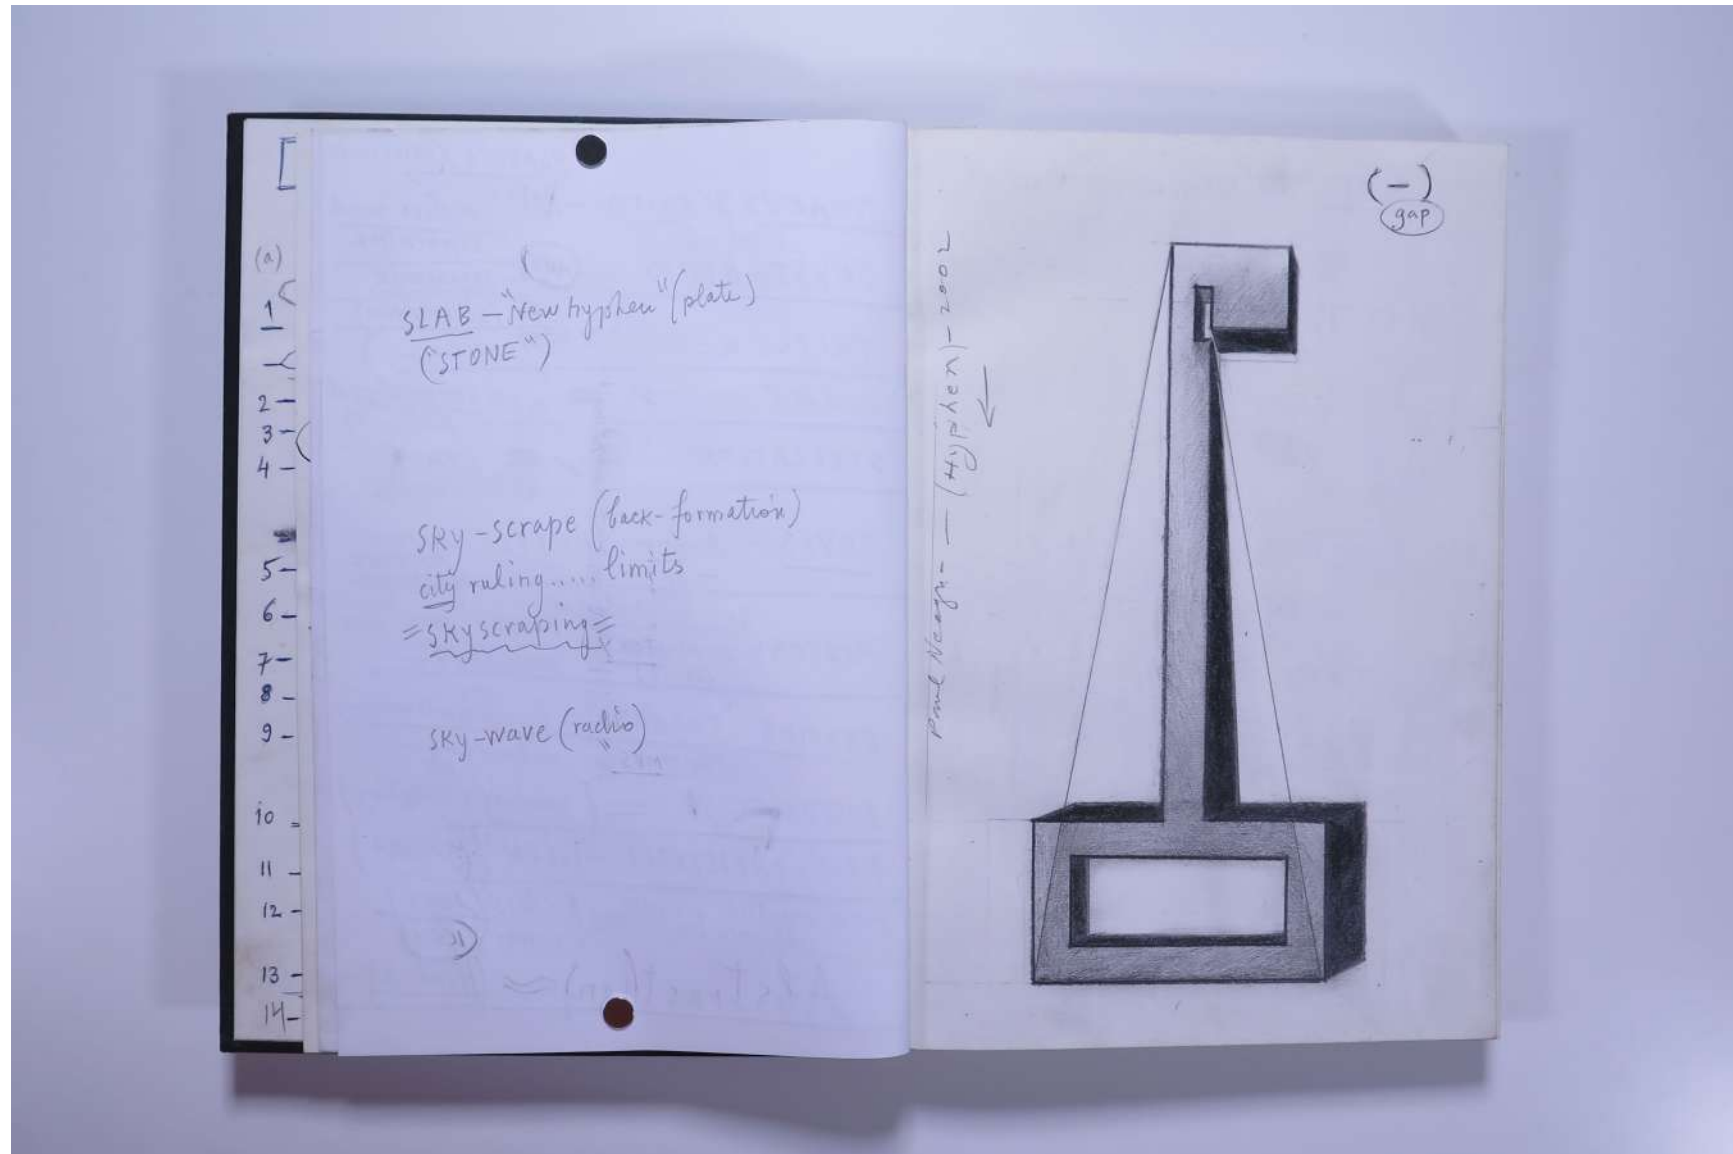 (a)
1
2 -
3 -
4 -
5 -
6 -
7 -
8 -
9 -
10 -
11 -
12 -
13 -
14 -
SLAB - "New hyphen" (plate)
("STONE")
SKY - scrape (back-formation)
city ruling..... limits
= skyscraping =
SKY - wave (radio)
(-)
gap
Paul Neagu - — (Hyphen) - 2002